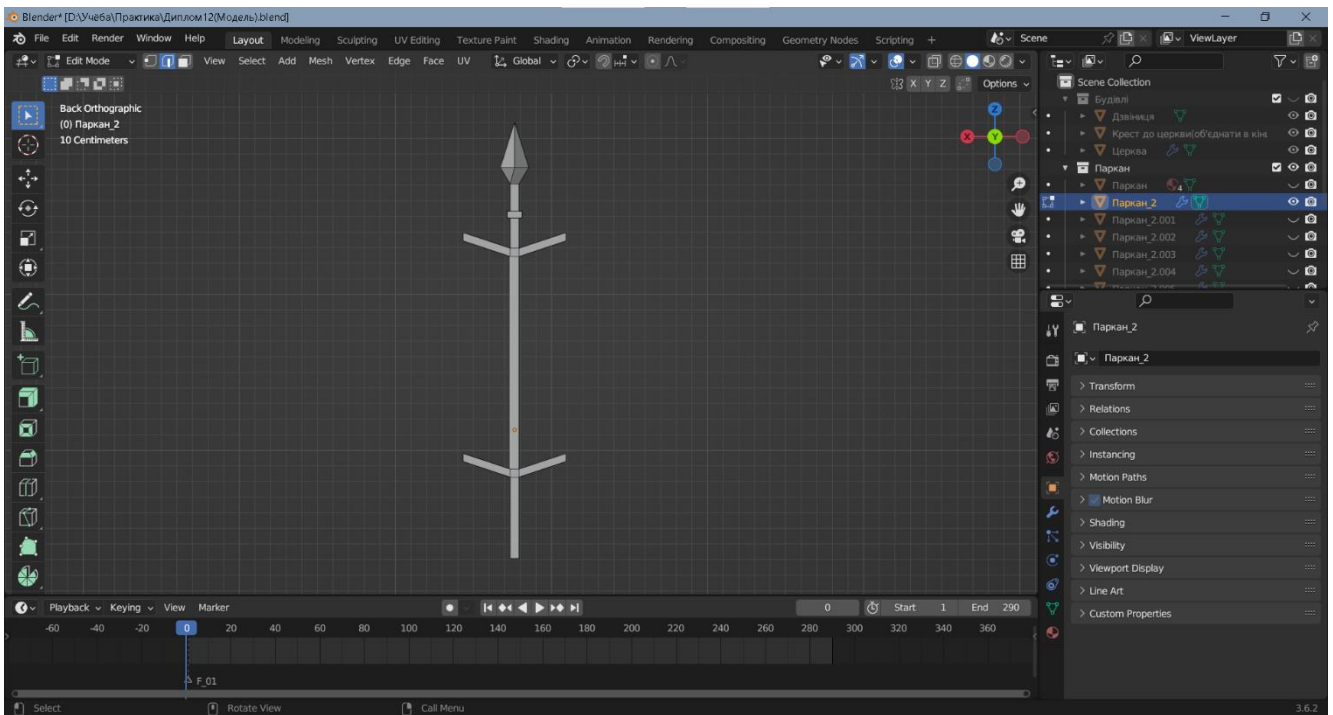 Blender* [D:\Учёба\Практика\Диплом12(Модель).blend]
File Edit Render Window Help Layout Modeling Sculpting UV Editing Texture Paint Shading Animation Rendering Compositing Geometry Nodes Scripting + Scene ViewLayer
Edit Mode View Select Add Mesh Vertex Edge Face UV Global
X Y Z Options
Back Orthographic
(0) Паркан_2
10 Centimeters
Z
X
Y
Scene Collection
Будівлі
Дзвіниця
Крест до церкви(об'єднати в кінц
Церква
Паркан
Паркан 4
Паркан_2
Паркан_2.001
Паркан_2.002
Паркан_2.003
Паркан_2.004
Паркан_2.005
Паркан_2
Паркан_2
Transform
Relations
Collections
Instancing
Motion Paths
Motion Blur
Shading
Visibility
Viewport Display
Line Art
Custom Properties
Playback Keying View Marker 0 Start 1 End 290
-60 -40 -20 0 20 40 60 80 100 120 140 160 180 200 220 240 260 280 300 320 340 360
F_01
Select Rotate View Call Menu 3.6.2